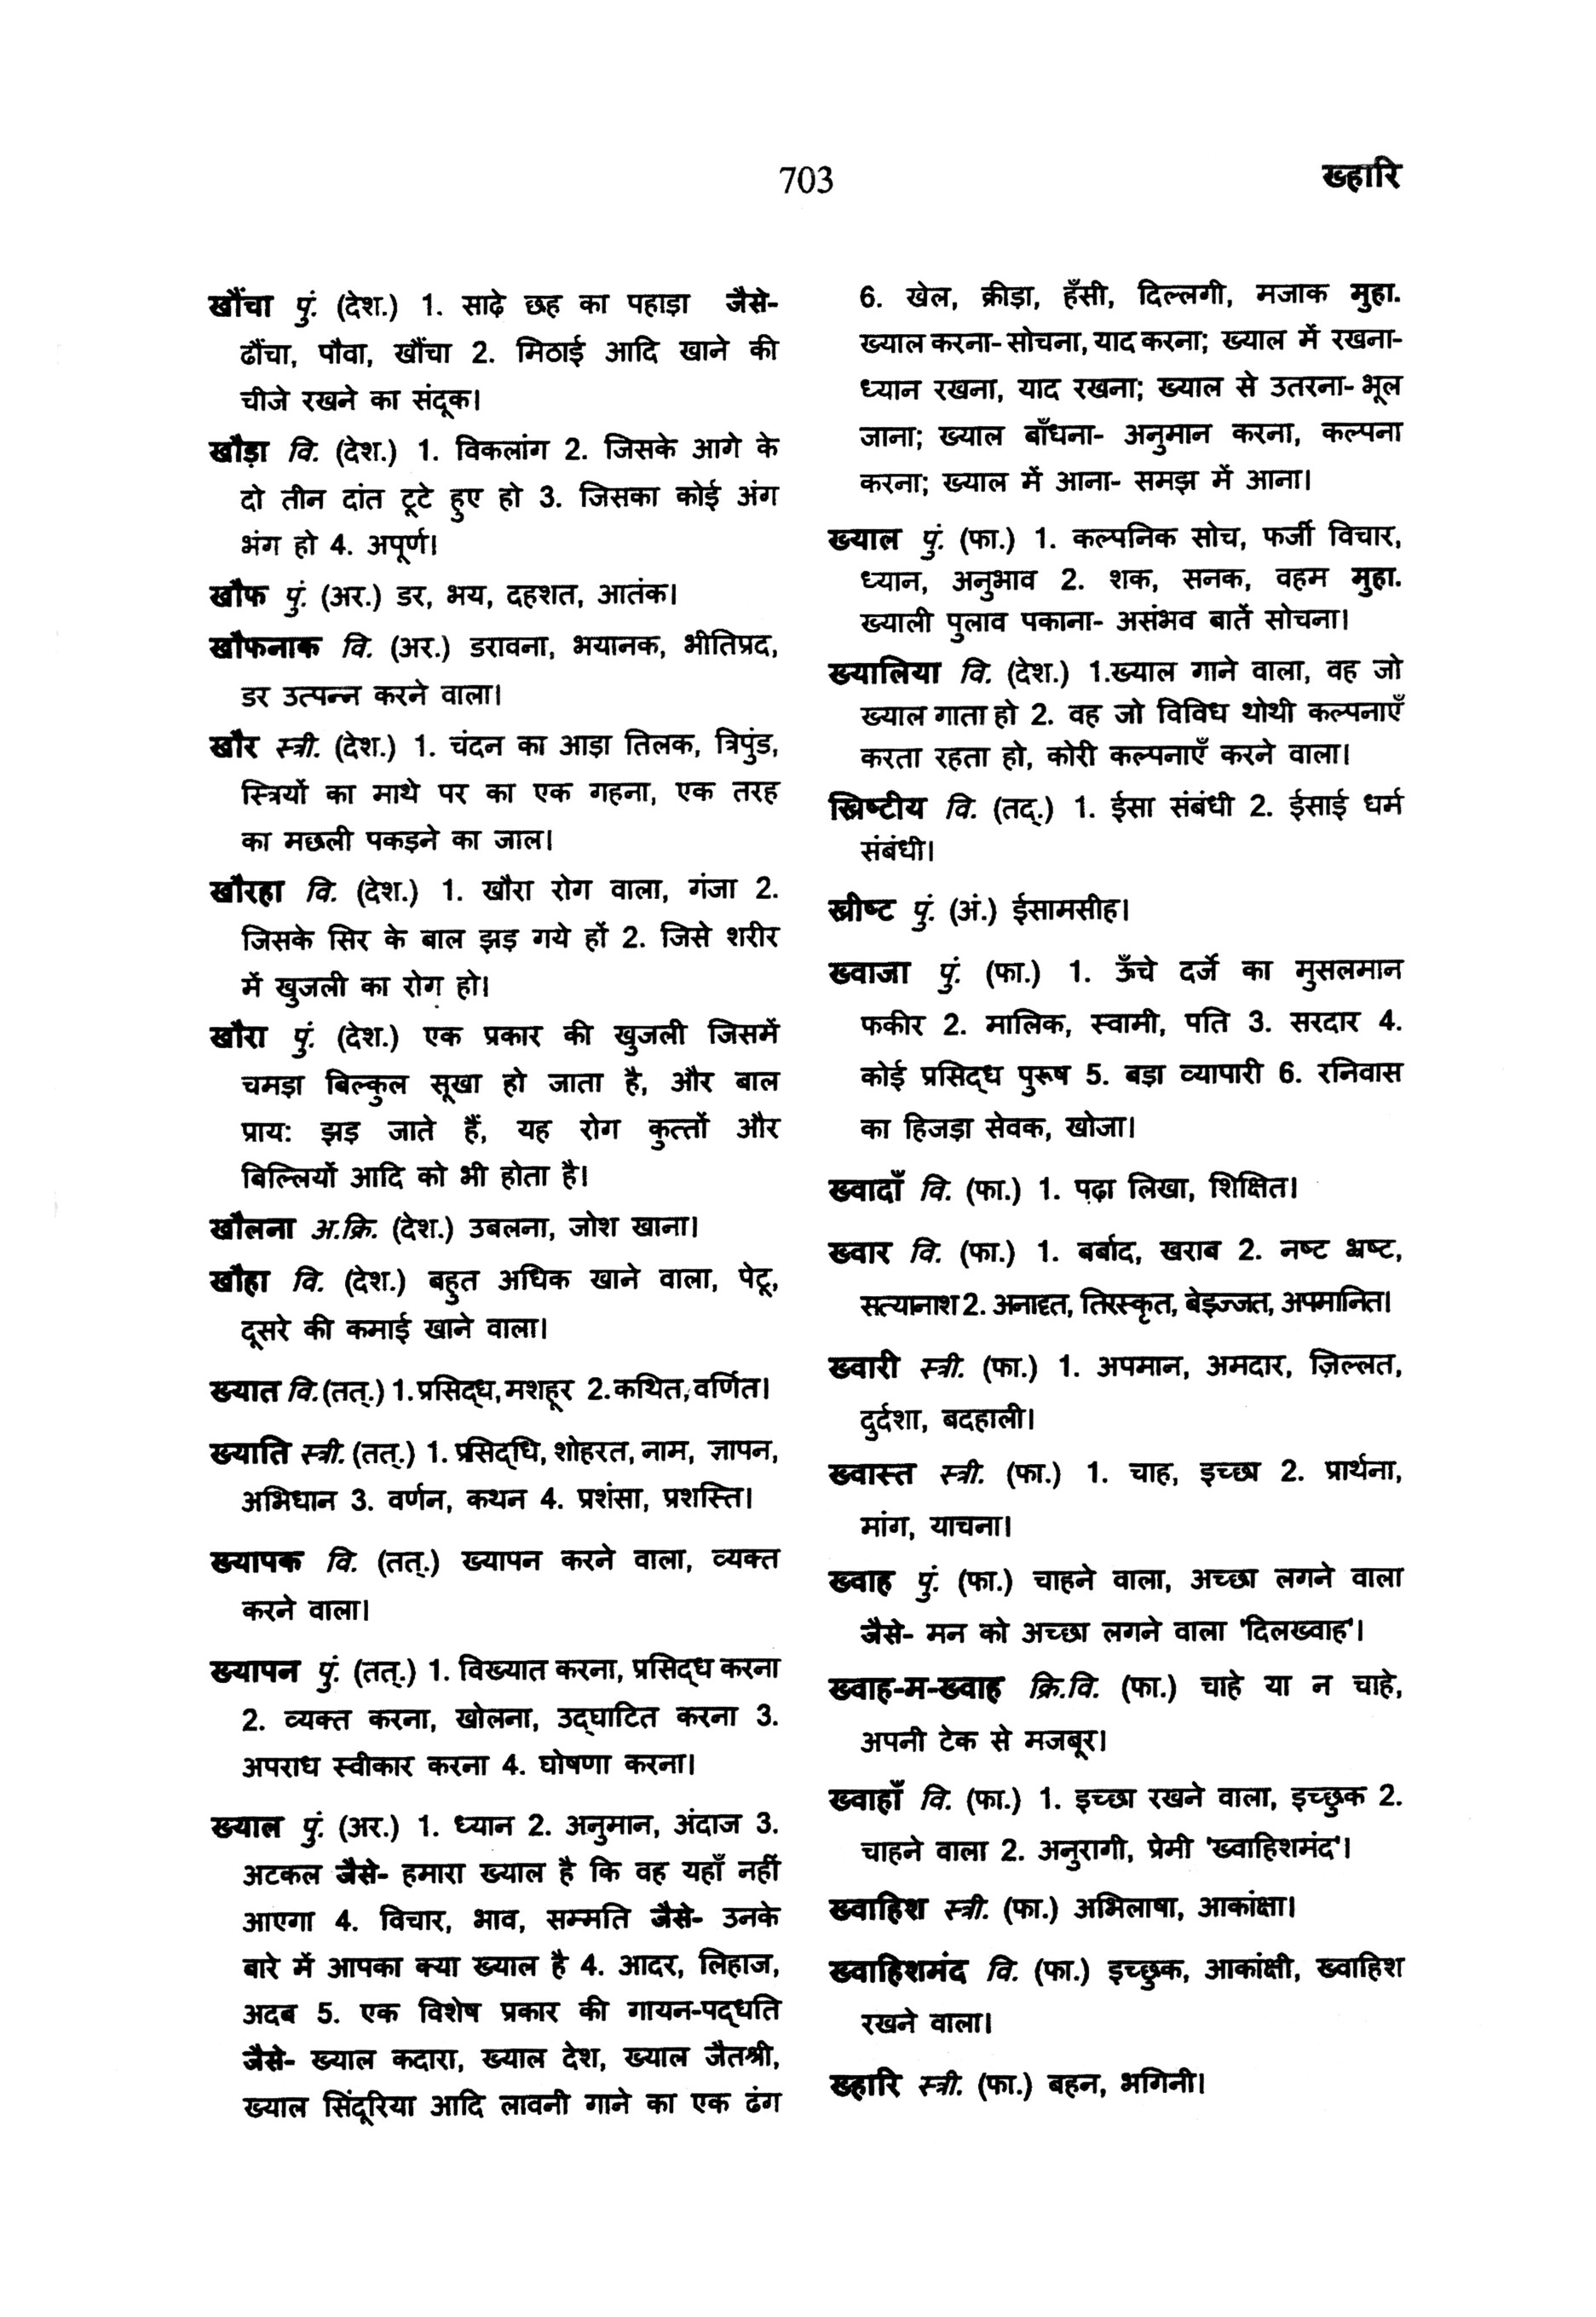 703
ख्हारि
खौंचा पुं. (देश.) 1. साढ़े छह का पहाड़ा जैसे-
ढौंचा, पौवा, खौंचा 2. मिठाई आदि खाने की
चीजे रखने का संदूक।
खौड़ा वि. (देश.) 1. विकलांग 2. जिसके आगे के
दो तीन दांत टूटे हुए हो 3. जिसका कोई अंग
भंग हो 4. अपूर्ण।
खौफ पुं. (अर.) डर, भय, दहशत, आतंक।
खौफनाक वि. (अर.) डरावना, भयानक, भीतिप्रद,
डर उत्पन्न करने वाला।
खौर स्त्री. (देश.) 1. चंदन का आड़ा तिलक, त्रिपुंड,
स्त्रियों का माथे पर का एक गहना, एक तरह
का मछली पकड़ने का जाल।
खौरहा वि. (देश.) 1. खौरा रोग वाला, गंजा 2.
जिसके सिर के बाल झड़ गये हों 2. जिसे शरीर
में खुजली का रोग हो।
खौरा पुं. (देश.) एक प्रकार की खुजली जिसमें
चमड़ा बिल्कुल सूखा हो जाता है, और बाल
प्राय: झड़ जाते हैं, यह रोग कुत्तों और
बिल्लियों आदि को भी होता है।
खौलना अ.क्रि. (देश.) उबलना, जोश खाना।
खौहा वि. (देश.) बहुत अधिक खाने वाला, पेटू,
दूसरे की कमाई खाने वाला।
ख्यात वि.(तत्.) 1.प्रसिद्ध,मशहूर 2.कथित,वर्णित।
ख्याति स्त्री. (तत्.) 1. प्रसिद्धि, शोहरत, नाम, ज्ञापन,
अभिधान 3. वर्णन, कथन 4. प्रशंसा, प्रशस्ति।
ख्यापक वि. (तत्.) ख्यापन करने वाला, व्यक्त
करने वाला।
ख्यापन पुं. (तत्.) 1. विख्यात करना, प्रसिद्ध करना
2. व्यक्त करना, खोलना, उद्घाटित करना 3.
अपराध स्वीकार करना 4. घोषणा करना।
ख्याल पुं. (अर.) 1. ध्यान 2. अनुमान, अंदाज 3.
अटकल जैसे- हमारा ख्याल है कि वह यहाँ नहीं
आएगा 4. विचार, भाव, सम्मति जैसे- उनके
बारे में आपका क्या ख्याल है 4. आदर, लिहाज,
अदब 5. एक विशेष प्रकार की गायन-पद्धति
जैसे- ख्याल कदारा, ख्याल देश, ख्याल जैतश्री,
ख्याल सिंदूरिया आदि लावनी गाने का एक ढंग
6. खेल, क्रीड़ा, हँसी, दिल्लगी, मजाक मुहा.
ख्याल करना- सोचना, याद करना; ख्याल में रखना-
ध्यान रखना, याद रखना; ख्याल से उतरना- भूल
जाना; ख्याल बाँधना- अनुमान करना, कल्पना
करना; ख्याल में आना- समझ में आना।
ख्याल पुं. (फा.) 1. कल्पनिक सोच, फर्जी विचार,
ध्यान, अनुभाव 2. शक, सनक, वहम मुहा.
ख्याली पुलाव पकाना- असंभव बातें सोचना।
ख्यालिया वि. (देश.) 1.ख्याल गाने वाला, वह जो
ख्याल गाता हो 2. वह जो विविध थोथी कल्पनाएँ
करता रहता हो, कोरी कल्पनाएँ करने वाला।
ख्रिष्टीय वि. (तद्.) 1. ईसा संबंधी 2. ईसाई धर्म
संबंधी।
ख्रीष्ट पुं. (अं.) ईसामसीह।
ख्वाजा पुं. (फा.) 1. ऊँचे दर्जे का मुसलमान
फकीर 2. मालिक, स्वामी, पति 3. सरदार 4.
कोई प्रसिद्ध पुरूष 5. बड़ा व्यापारी 6. रनिवास
का हिजड़ा सेवक, खोजा।
ख्वादाँ वि. (फा.) 1. पढ़ा लिखा, शिक्षित।
ख्वार वि. (फा.) 1. बर्बाद, खराब 2. नष्ट भ्रष्ट,
सत्यानाश 2. अनादृत, तिरस्कृत, बेइज्जत, अपमानित।
ख्वारी स्त्री. (फा.) 1. अपमान, अमदार, ज़िल्लत,
दुर्दशा, बदहाली।
ख्वास्त स्त्री. (फा.) 1. चाह, इच्छा 2. प्रार्थना,
मांग, याचना।
ख्वाह पुं. (फा.) चाहने वाला, अच्छा लगने वाला
जैसे- मन को अच्छा लगने वाला 'दिलख्वाह'।
ख्वाह-म-ख्वाह क्रि.वि. (फा.) चाहे या न चाहे,
अपनी टेक से मजबूर।
ख्वाहाँ वि. (फा.) 1. इच्छा रखने वाला, इच्छुक 2.
चाहने वाला 2. अनुरागी, प्रेमी 'ख्वाहिशमंद'।
ख्वाहिश स्त्री. (फा.) अभिलाषा, आकांक्षा।
ख्वाहिशमंद वि. (फा.) इच्छुक, आकांक्षी, ख्वाहिश
रखने वाला।
ख्हारि स्त्री. (फा.) बहन, भगिनी।